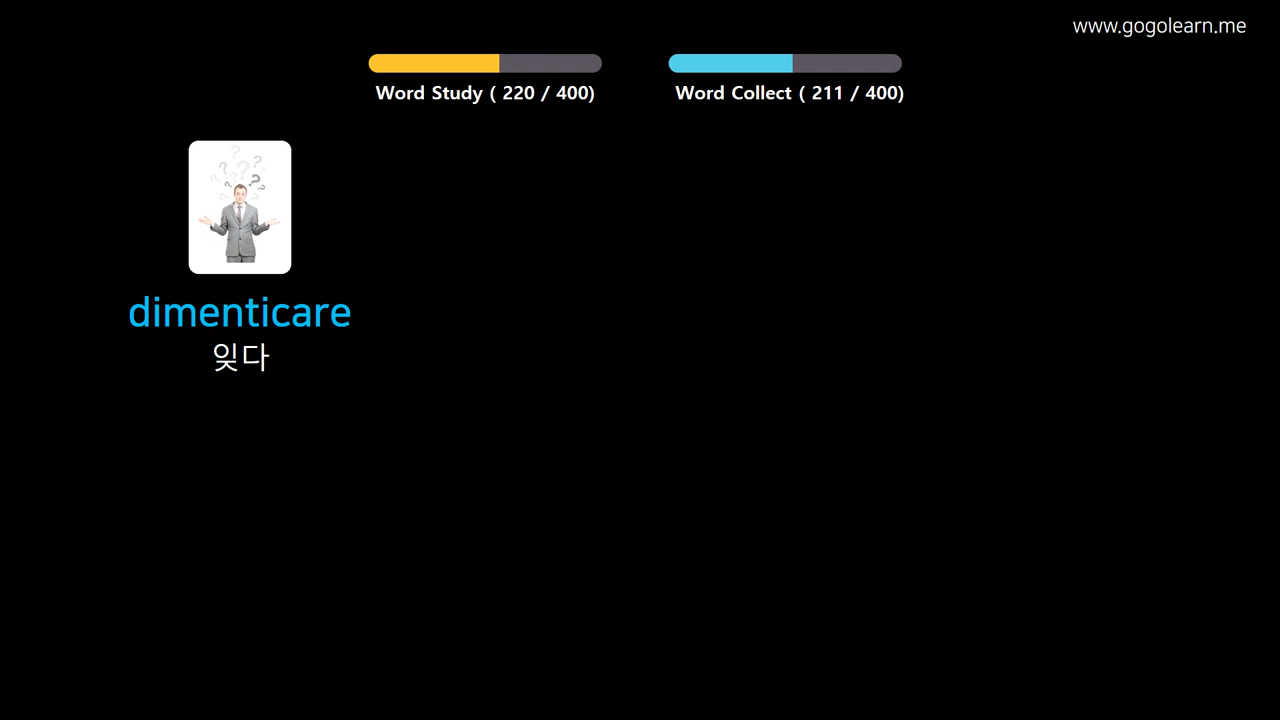 www.gogolearn.me
Word Study ( 220 / 400)
Word Collect ( 211 / 400)
dimenticare
잊다